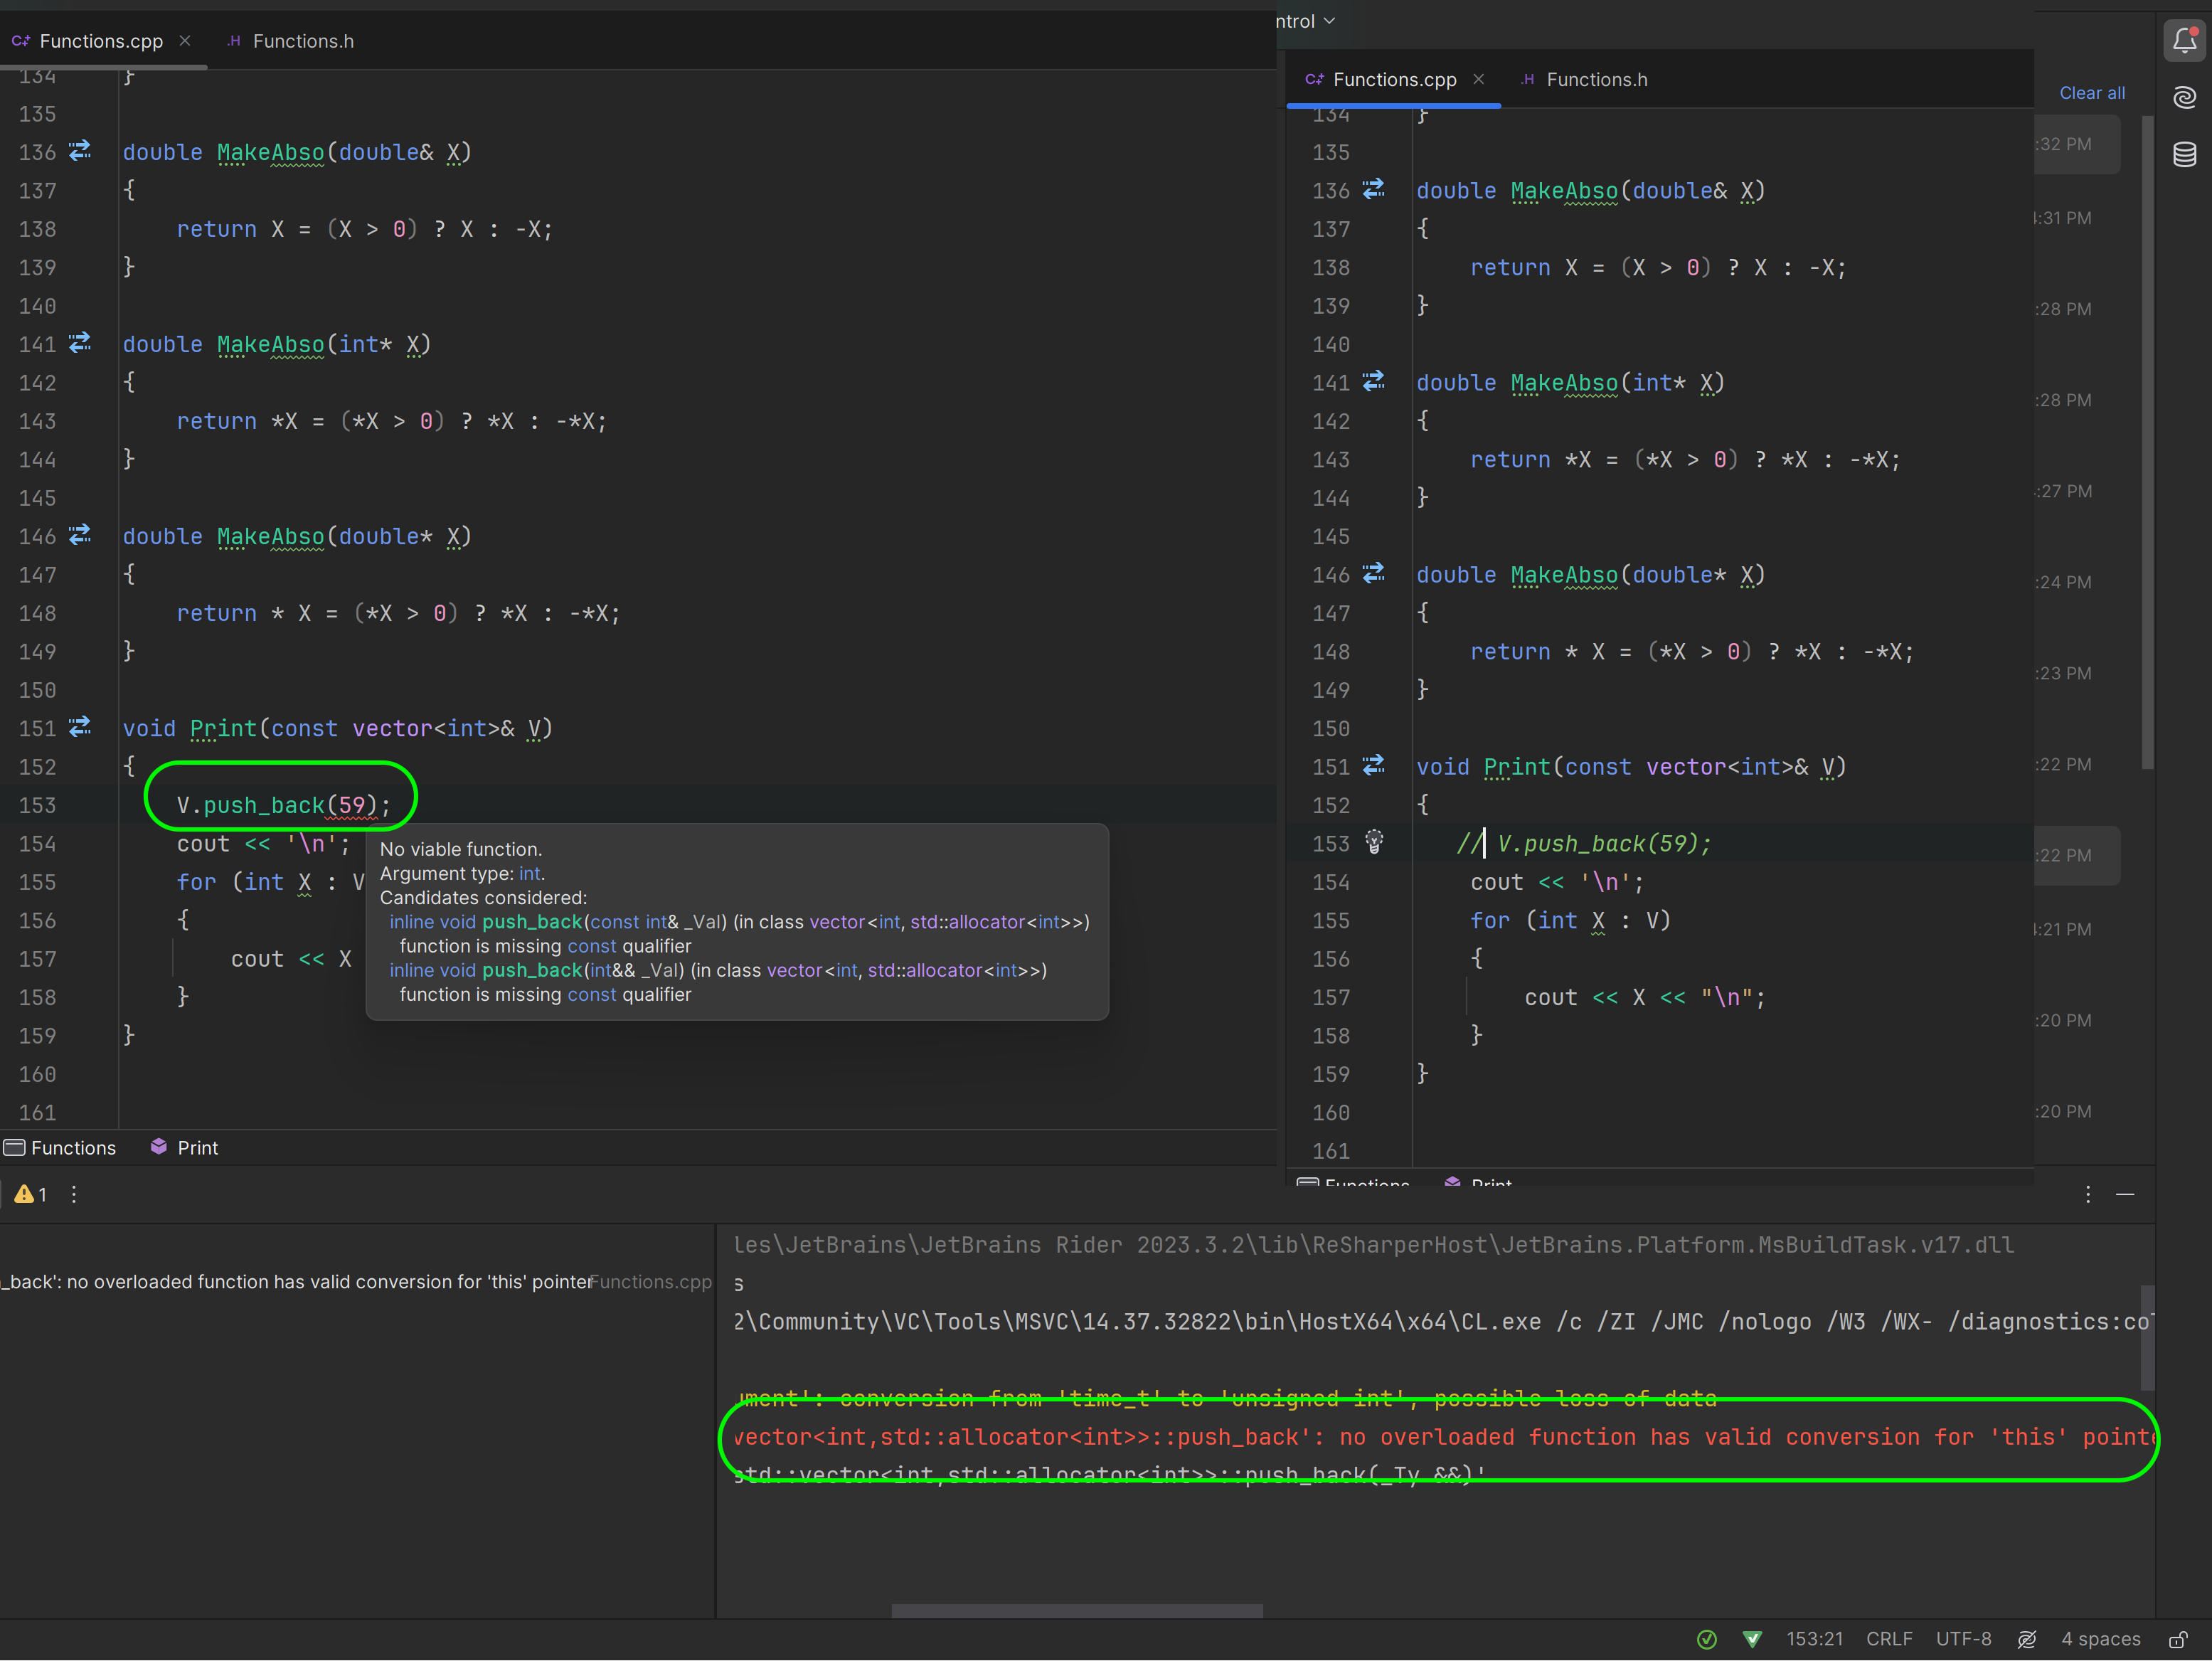 Functions.cpp
Functions.h
134 }
135
136 double MakeAbso(double& X)
137 {
138 return X = (X > 0) ? X : -X;
139 }
140
141 double MakeAbso(int* X)
142 {
143 return *X = (*X > 0) ? *X : -*X;
144 }
145
146 double MakeAbso(double* X)
147 {
148 return * X = (*X > 0) ? *X : -*X;
149 }
150
151 void Print(const vector<int>& V)
152 {
153 V.push_back(59);
154 cout << '\n';
155 for (int X : V
156 {
157 cout << X
158 }
159 }
160
161
No viable function.
Argument type: int.
Candidates considered:
inline void push_back(const int& _Val) (in class vector<int, std::allocator<int>>)
function is missing const qualifier
inline void push_back(int&& _Val) (in class vector<int, std::allocator<int>>)
function is missing const qualifier
Functions Print
ntrol
Functions.cpp
.H Functions.h
134 }
135
136 double MakeAbso(double& X)
137 {
138 return X = (X > 0) ? X : -X;
139 }
140
141 double MakeAbso(int* X)
142 {
143 return *X = (*X > 0) ? *X : -*X;
144 }
145
146 double MakeAbso(double* X)
147 {
148 return * X = (*X > 0) ? *X : -*X;
149 }
150
151 void Print(const vector<int>& V)
152 {
153 // V.push_back(59);
154 cout << '\n';
155 for (int X : V)
156 {
157 cout << X << "\n";
158 }
159 }
160
161
Functions Print
Clear all
:32 PM
:31 PM
:28 PM
:28 PM
:27 PM
:24 PM
:23 PM
:22 PM
:22 PM
:21 PM
:20 PM
:20 PM
1
_back': no overloaded function has valid conversion for 'this' pointer Functions.cpp
les\JetBrains\JetBrains Rider 2023.3.2\lib\ReSharperHost\JetBrains.Platform.MsBuildTask.v17.dll
s
2\Community\VC\Tools\MSVC\14.37.32822\bin\HostX64\x64\CL.exe /c /ZI /JMC /nologo /W3 /WX- /diagnostics:co
ument': conversion from 'time_t' to 'unsigned int', possible loss of data
vector<int,std::allocator<int>>::push_back': no overloaded function has valid conversion for 'this' pointe
std::vector<int,std::allocator<int>>::push_back(_Ty &&)'
153:21 CRLF UTF-8 4 spaces